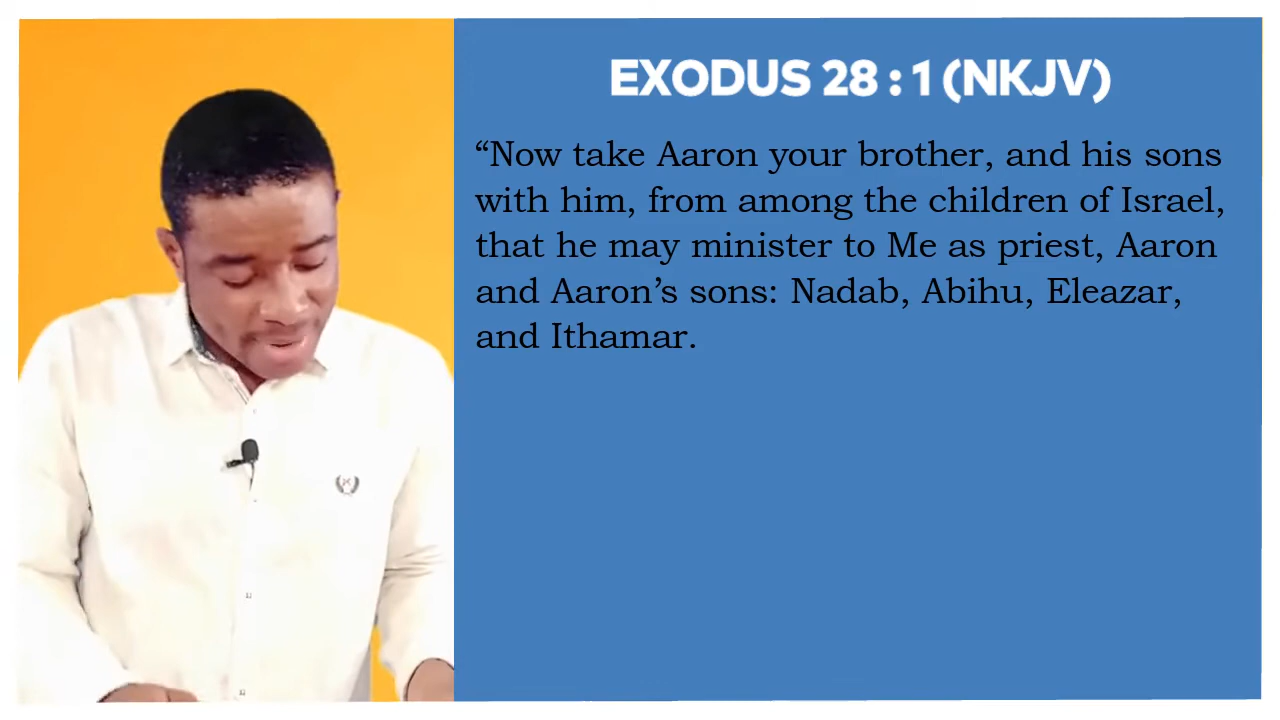 EXODUS 28 : 1 (NKJV)
“Now take Aaron your brother, and his sons
with him, from among the children of Israel,
that he may minister to Me as priest, Aaron
and Aaron’s sons: Nadab, Abihu, Eleazar,
and Ithamar.